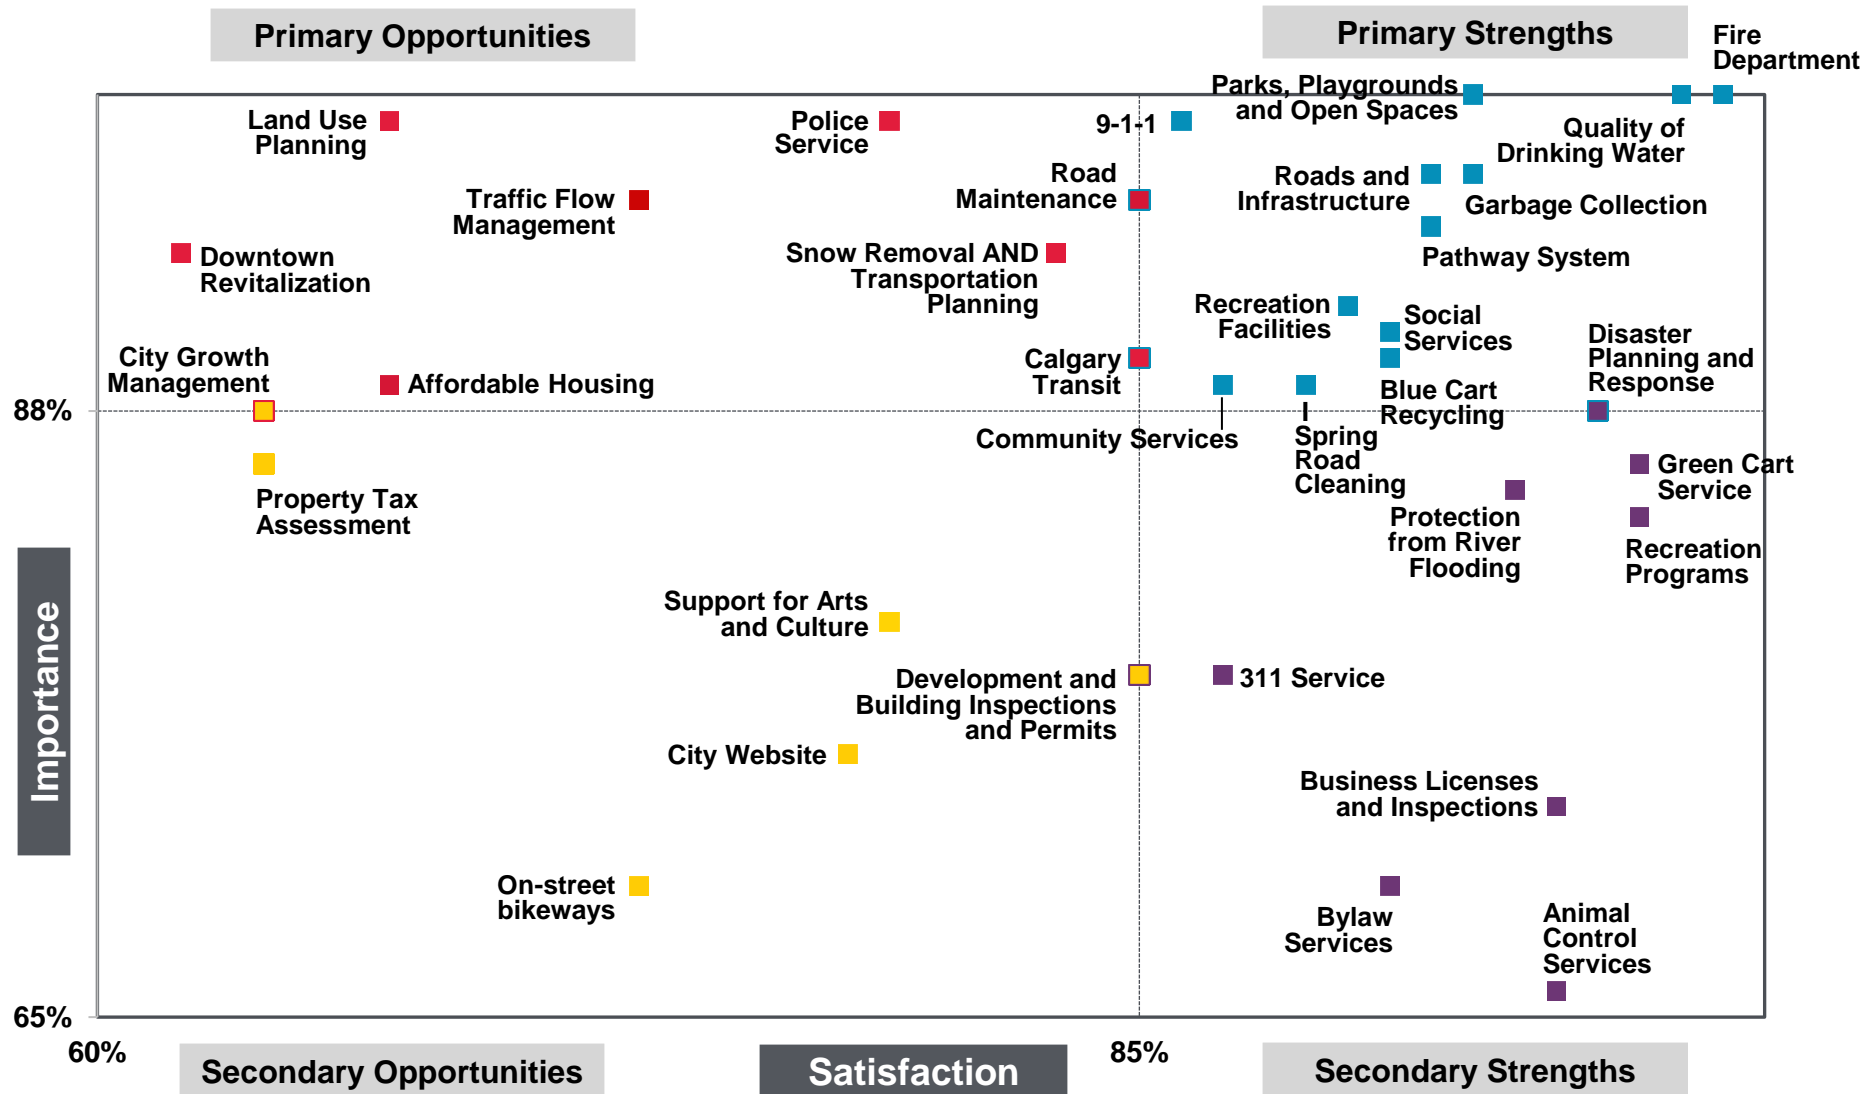 Primary Opportunities
Primary Strengths
Fire
Department
Parks, Playgrounds
and Open Spaces
Land Use
Planning
Police
Service
9-1-1
Quality of
Drinking Water
Road
Maintenance
Roads and
Infrastructure
Traffic Flow
Management
Garbage Collection
Downtown
Revitalization
Snow Removal AND
Transportation
Planning
Pathway System
Recreation
Facilities
Social
Services
Disaster
Planning and
Response
City Growth
Management
Affordable Housing
Calgary
Transit
Blue Cart
Recycling
88%
Community Services
Spring
Road
Cleaning
Green Cart
Service
Property Tax
Assessment
Protection
from River
Flooding
Recreation
Programs
Importance
Support for Arts
and Culture
Development and
Building Inspections
and Permits
311 Service
City Website
Business Licenses
and Inspections
On-street
bikeways
Bylaw
Services
Animal
Control
Services
65%
60%
85%
Secondary Opportunities
Satisfaction
Secondary Strengths